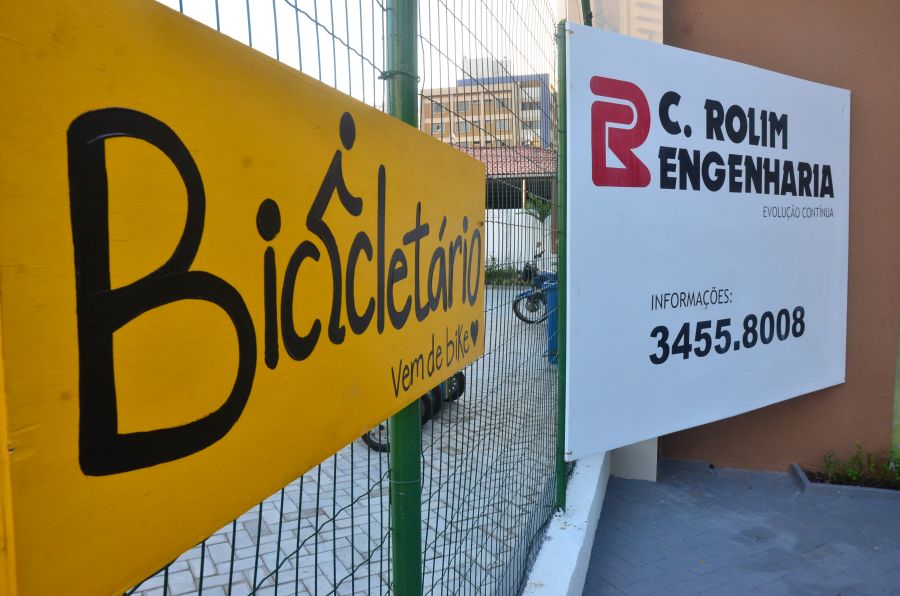 Bicicletário
vem de bike
C. ROLIM
ENGENHARIA
EVOLUÇÃO CONTÍNUA
INFORMAÇÕES:
3455.8008